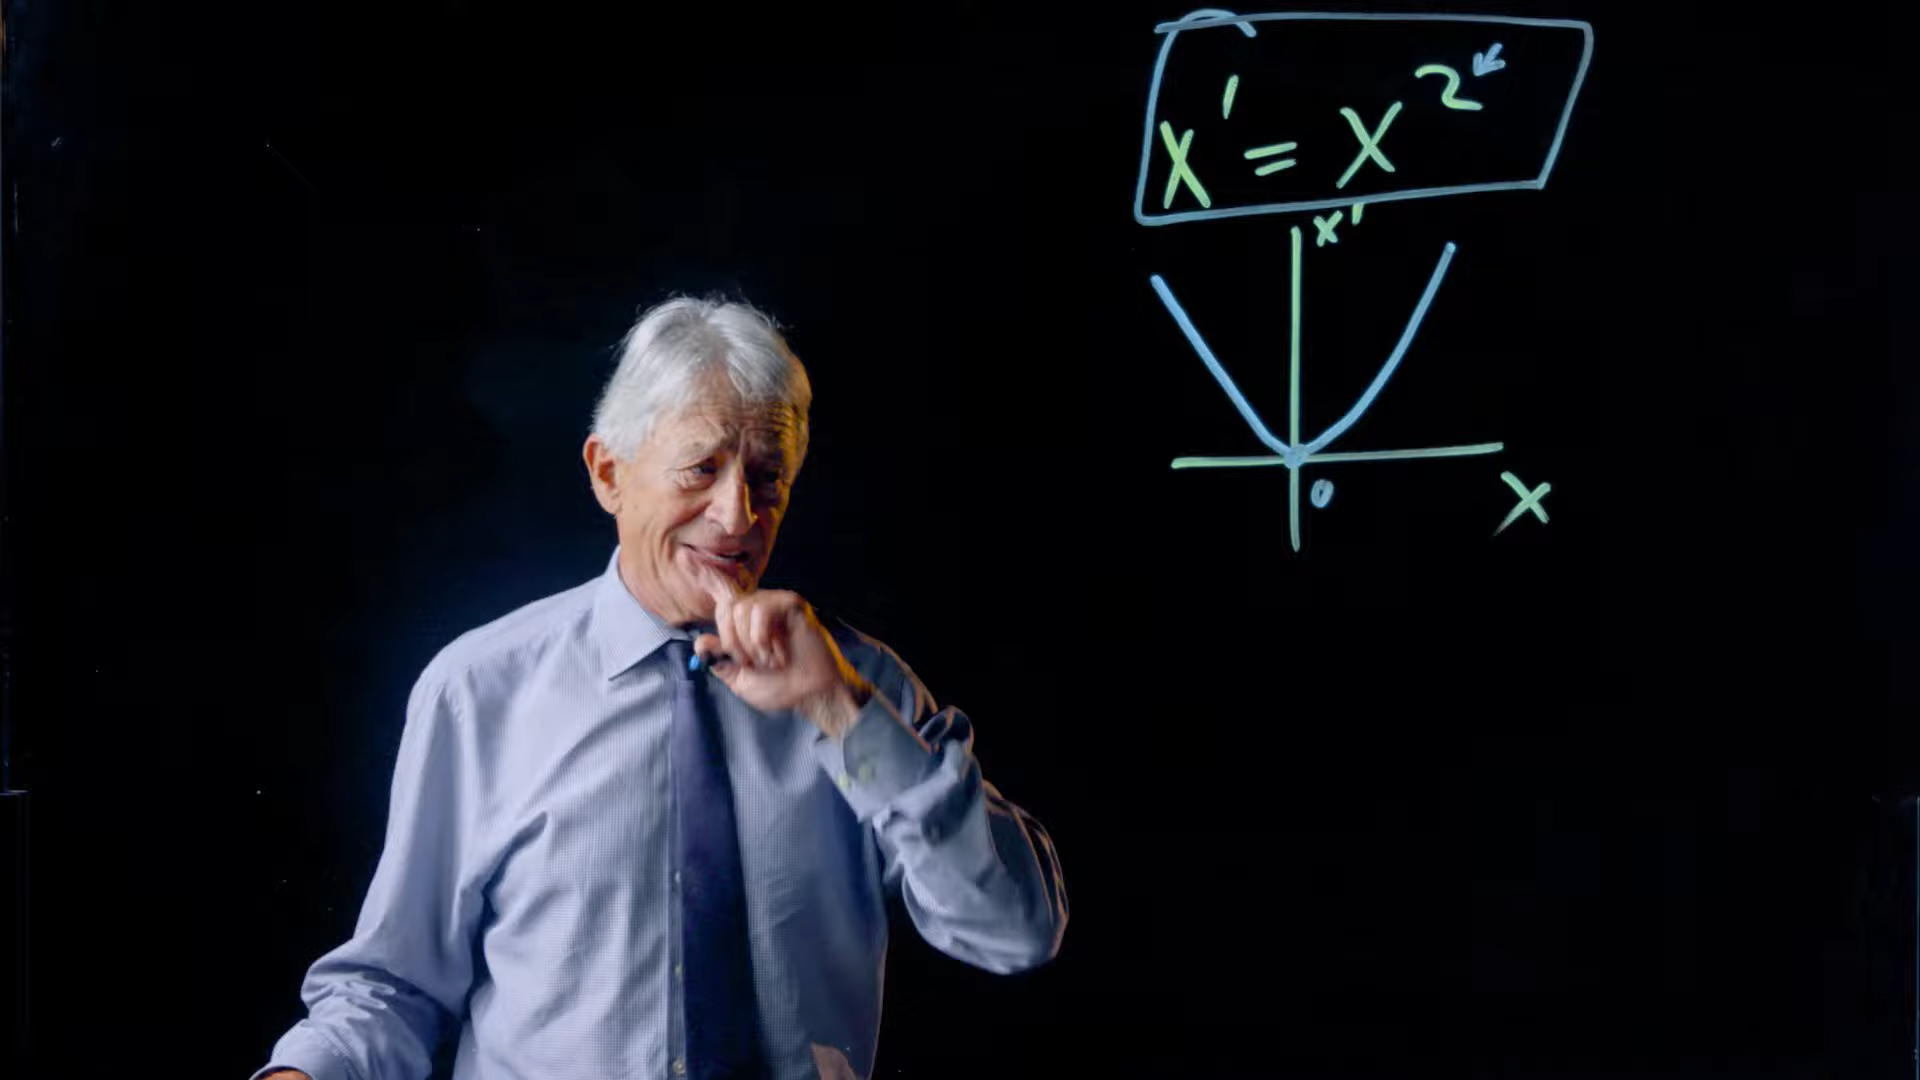 x' = x²
x'
0
x